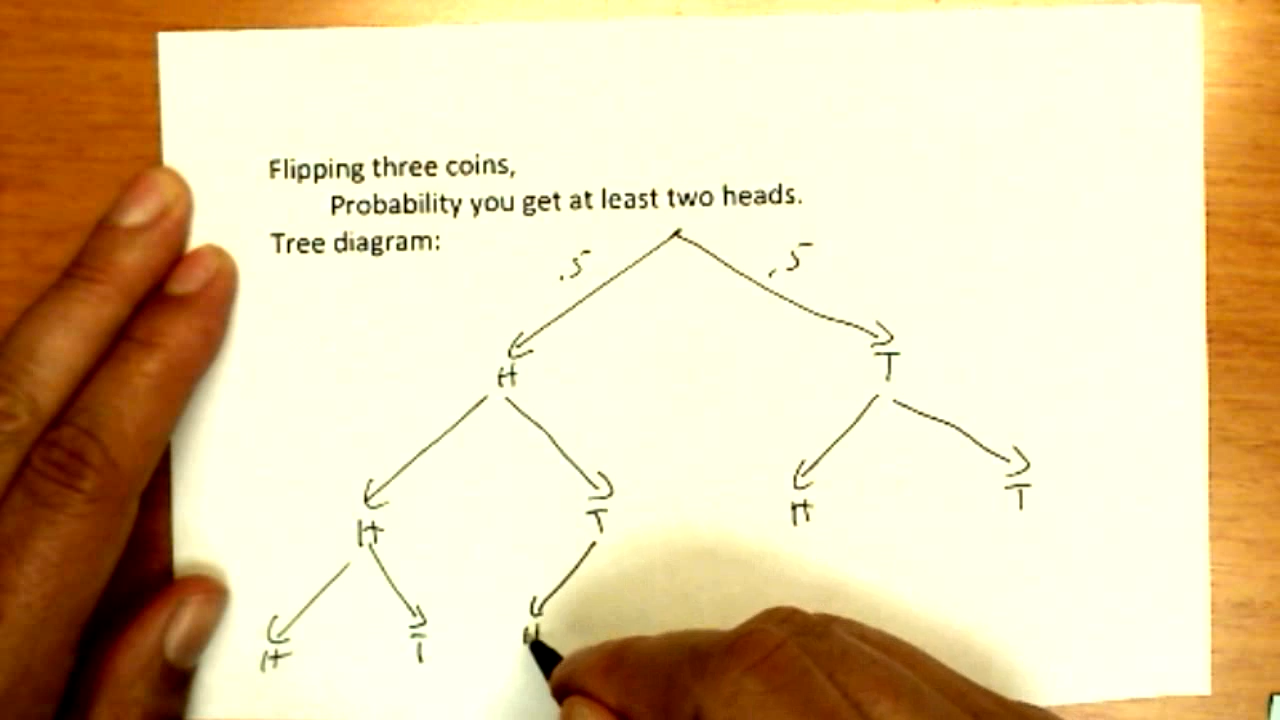 Flipping three coins,
Probability you get at least two heads.
Tree diagram:
.5 .5
H T
H T H T
H T H